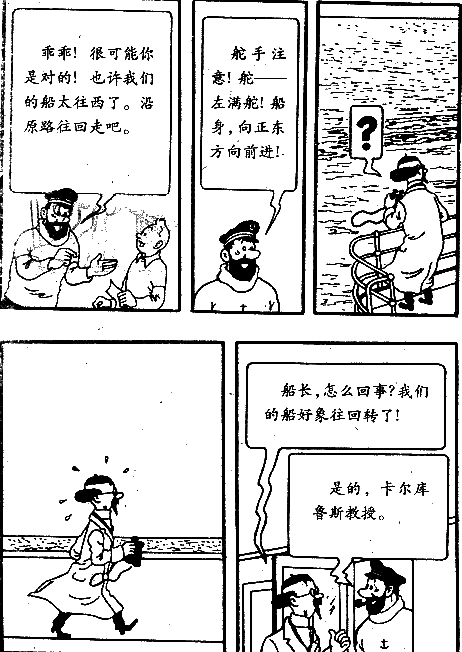 乖乖！很可能你
是对的！也许我们
的船太往西了。沿
原路往回走吧。
舵手注
意！舵——
左满舵！船
身，向正东
方向前进！
?
船长，怎么回事？我们
的船好象往回转了！
是的，卡尔库
鲁斯教授。